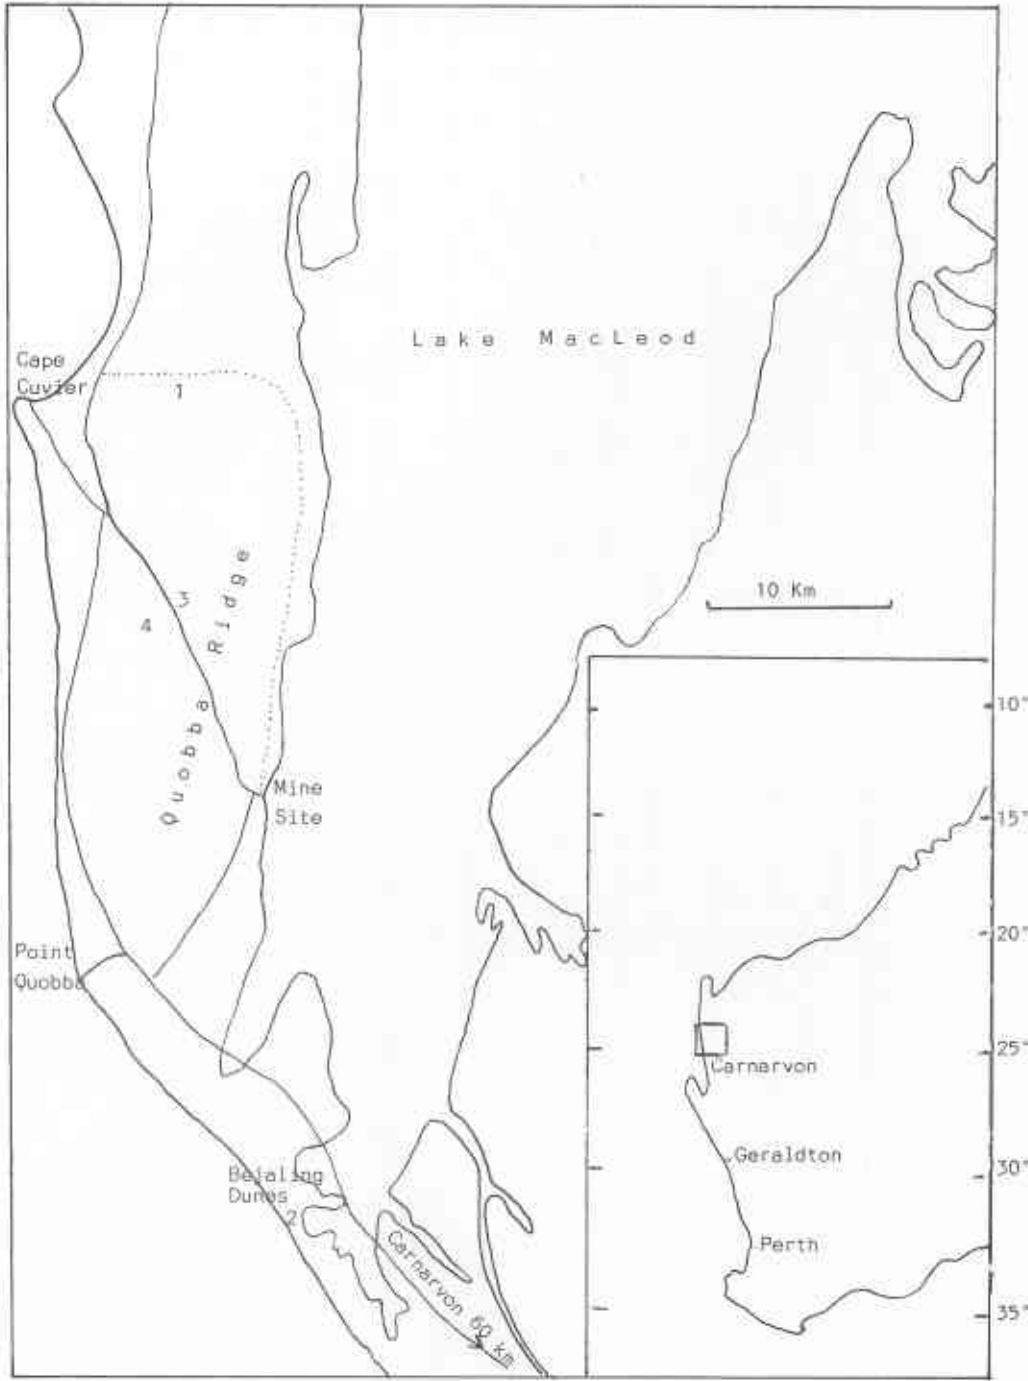 Lake MacLeod
Cape
Cuvier
1
10 Km
3
4
Quobba Ridge
10°
Mine
Site
15°
20°
Point
Quobba
25°
Carnarvon
Geraldton
30°
Bejaling
Dunes
2
Perth
Carnarvon 60 km
35°